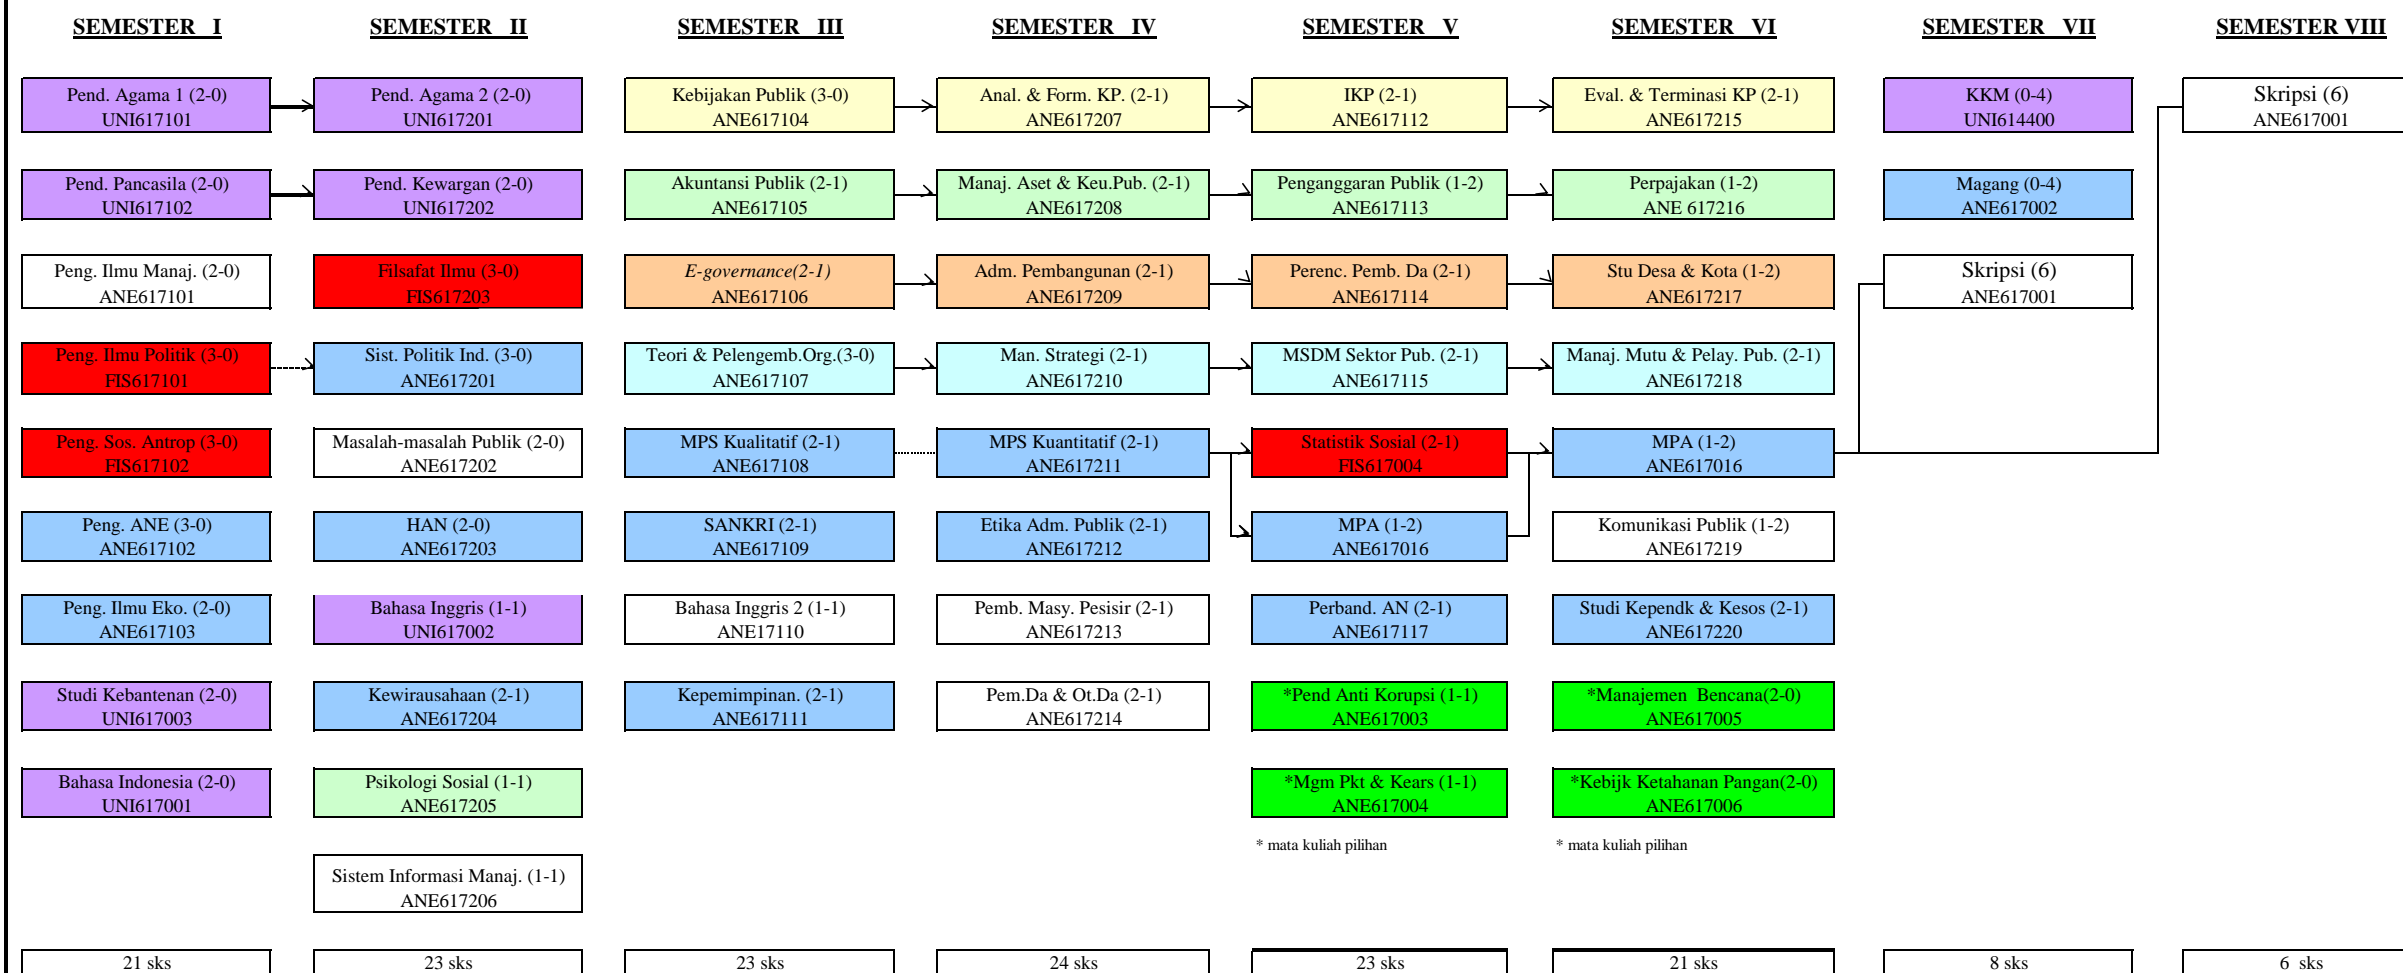 SEMESTER I
SEMESTER II
SEMESTER III
SEMESTER IV
SEMESTER V
SEMESTER VI
SEMESTER VII
SEMESTER VIII
Pend. Agama 1 (2-0)
UNI617101
Pend. Agama 2 (2-0)
UNI617201
Kebijakan Publik (3-0)
ANE617104
Anal. & Form. KP. (2-1)
ANE617207
IKP (2-1)
ANE617112
Eval. & Terminasi KP (2-1)
ANE617215
KKM (0-4)
UNI614400
Skripsi (6)
ANE617001
Pend. Pancasila (2-0)
UNI617102
Pend. Kewargan (2-0)
UNI617202
Akuntansi Publik (2-1)
ANE617105
Manaj. Aset & Keu.Pub. (2-1)
ANE617208
Penganggaran Publik (1-2)
ANE617113
Perpajakan (1-2)
ANE 617216
Magang (0-4)
ANE617002
Peng. Ilmu Manaj. (2-0)
ANE617101
Filsafat Ilmu (3-0)
FIS617203
E-governance(2-1)
ANE617106
Adm. Pembangunan (2-1)
ANE617209
Perenc. Pemb. Da (2-1)
ANE617114
Stu Desa & Kota (1-2)
ANE617217
Skripsi (6)
ANE617001
Peng. Ilmu Politik (3-0)
FIS617101
Sist. Politik Ind. (3-0)
ANE617201
Teori & Pelengemb.Org.(3-0)
ANE617107
Man. Strategi (2-1)
ANE617210
MSDM Sektor Pub. (2-1)
ANE617115
Manaj. Mutu & Pelay. Pub. (2-1)
ANE617218
Peng. Sos. Antrop (3-0)
FIS617102
Masalah-masalah Publik (2-0)
ANE617202
MPS Kualitatif (2-1)
ANE617108
MPS Kuantitatif (2-1)
ANE617211
Statistik Sosial (2-1)
FIS617004
MPA (1-2)
ANE617016
Peng. ANE (3-0)
ANE617102
HAN (2-0)
ANE617203
SANKRI (2-1)
ANE617109
Etika Adm. Publik (2-1)
ANE617212
MPA (1-2)
ANE617016
Komunikasi Publik (1-2)
ANE617219
Peng. Ilmu Eko. (2-0)
ANE617103
Bahasa Inggris (1-1)
UNI617002
Bahasa Inggris 2 (1-1)
ANE17110
Pemb. Masy. Pesisir (2-1)
ANE617213
Perband. AN (2-1)
ANE617117
Studi Kependk & Kesos (2-1)
ANE617220
Studi Kebantenan (2-0)
UNI617003
Kewirausahaan (2-1)
ANE617204
Kepemimpinan. (2-1)
ANE617111
Pem.Da & Ot.Da (2-1)
ANE617214
*Pend Anti Korupsi (1-1)
ANE617003
*Manajemen Bencana(2-0)
ANE617005
Bahasa Indonesia (2-0)
UNI617001
Psikologi Sosial (1-1)
ANE617205
*Mgm Pkt & Kears (1-1)
ANE617004
*Kebijk Ketahanan Pangan(2-0)
ANE617006
* mata kuliah pilihan
* mata kuliah pilihan
Sistem Informasi Manaj. (1-1)
ANE617206
21 sks
23 sks
23 sks
24 sks
23 sks
21 sks
8 sks
6 sks